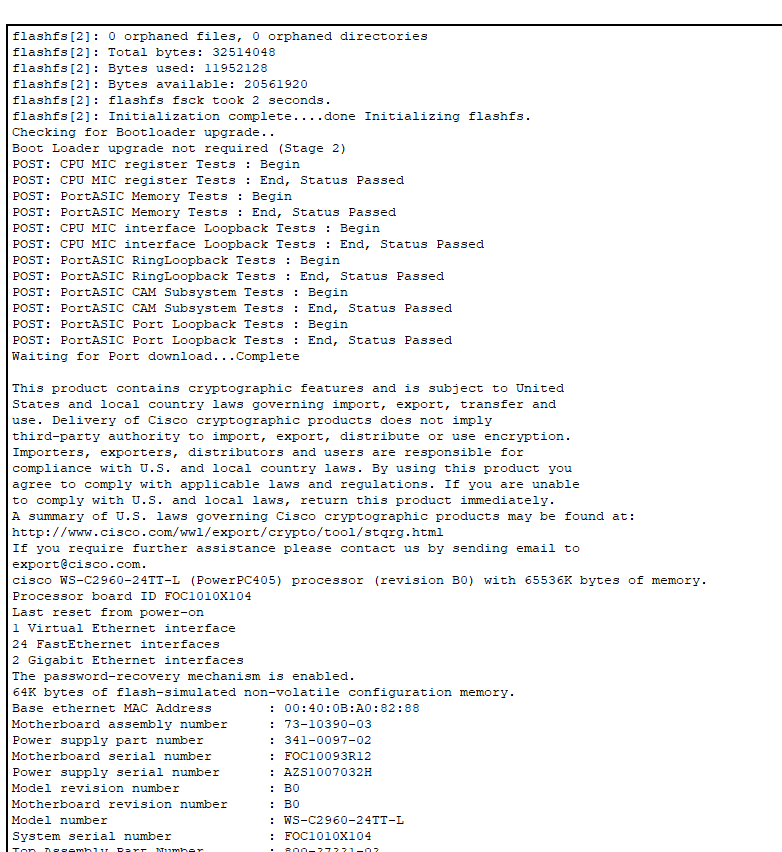 flashfs[2]: 0 orphaned files, 0 orphaned directories
flashfs[2]: Total bytes: 32514048
flashfs[2]: Bytes used: 11952128
flashfs[2]: Bytes available: 20561920
flashfs[2]: flashfs fsck took 2 seconds.
flashfs[2]: Initialization complete....done Initializing flashfs.
Checking for Bootloader upgrade..
Boot Loader upgrade not required (Stage 2)
POST: CPU MIC register Tests : Begin
POST: CPU MIC register Tests : End, Status Passed
POST: PortASIC Memory Tests : Begin
POST: PortASIC Memory Tests : End, Status Passed
POST: CPU MIC interface Loopback Tests : Begin
POST: CPU MIC interface Loopback Tests : End, Status Passed
POST: PortASIC RingLoopback Tests : Begin
POST: PortASIC RingLoopback Tests : End, Status Passed
POST: PortASIC CAM Subsystem Tests : Begin
POST: PortASIC CAM Subsystem Tests : End, Status Passed
POST: PortASIC Port Loopback Tests : Begin
POST: PortASIC Port Loopback Tests : End, Status Passed
Waiting for Port download...Complete
This product contains cryptographic features and is subject to United
States and local country laws governing import, export, transfer and
use. Delivery of Cisco cryptographic products does not imply
third-party authority to import, export, distribute or use encryption.
Importers, exporters, distributors and users are responsible for
compliance with U.S. and local country laws. By using this product you
agree to comply with applicable laws and regulations. If you are unable
to comply with U.S. and local laws, return this product immediately.
A summary of U.S. laws governing Cisco cryptographic products may be found at:
http://www.cisco.com/wwl/export/crypto/tool/stqrg.html
If you require further assistance please contact us by sending email to
export@cisco.com.
cisco WS-C2960-24TT-L (PowerPC405) processor (revision B0) with 65536K bytes of memory.
Processor board ID FOC1010X104
Last reset from power-on
1 Virtual Ethernet interface
24 FastEthernet interfaces
2 Gigabit Ethernet interfaces
The password-recovery mechanism is enabled.
64K bytes of flash-simulated non-volatile configuration memory.
Base ethernet MAC Address : 00:40:0B:A0:82:88
Motherboard assembly number : 73-10390-03
Power supply part number : 341-0097-02
Motherboard serial number : FOC10093R12
Power supply serial number : AZS1007032H
Model revision number : B0
Motherboard revision number : B0
Model number : WS-C2960-24TT-L
System serial number : FOC1010X104
Top Assembly Part Number :